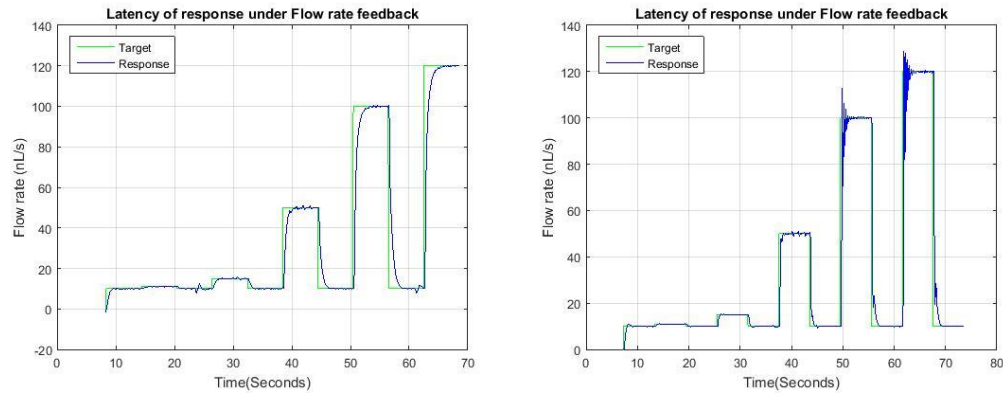 Latency of response under Flow rate feedback
140
120
100
80
60
40
20
0
-20
Flow rate (nL/s)
Target
Response
0 10 20 30 40 50 60 70
Time(Seconds)
Latency of response under Flow rate feedback
140
120
100
80
60
40
20
0
Flow rate (nL/s)
Target
Response
0 10 20 30 40 50 60 70 80
Time(Seconds)